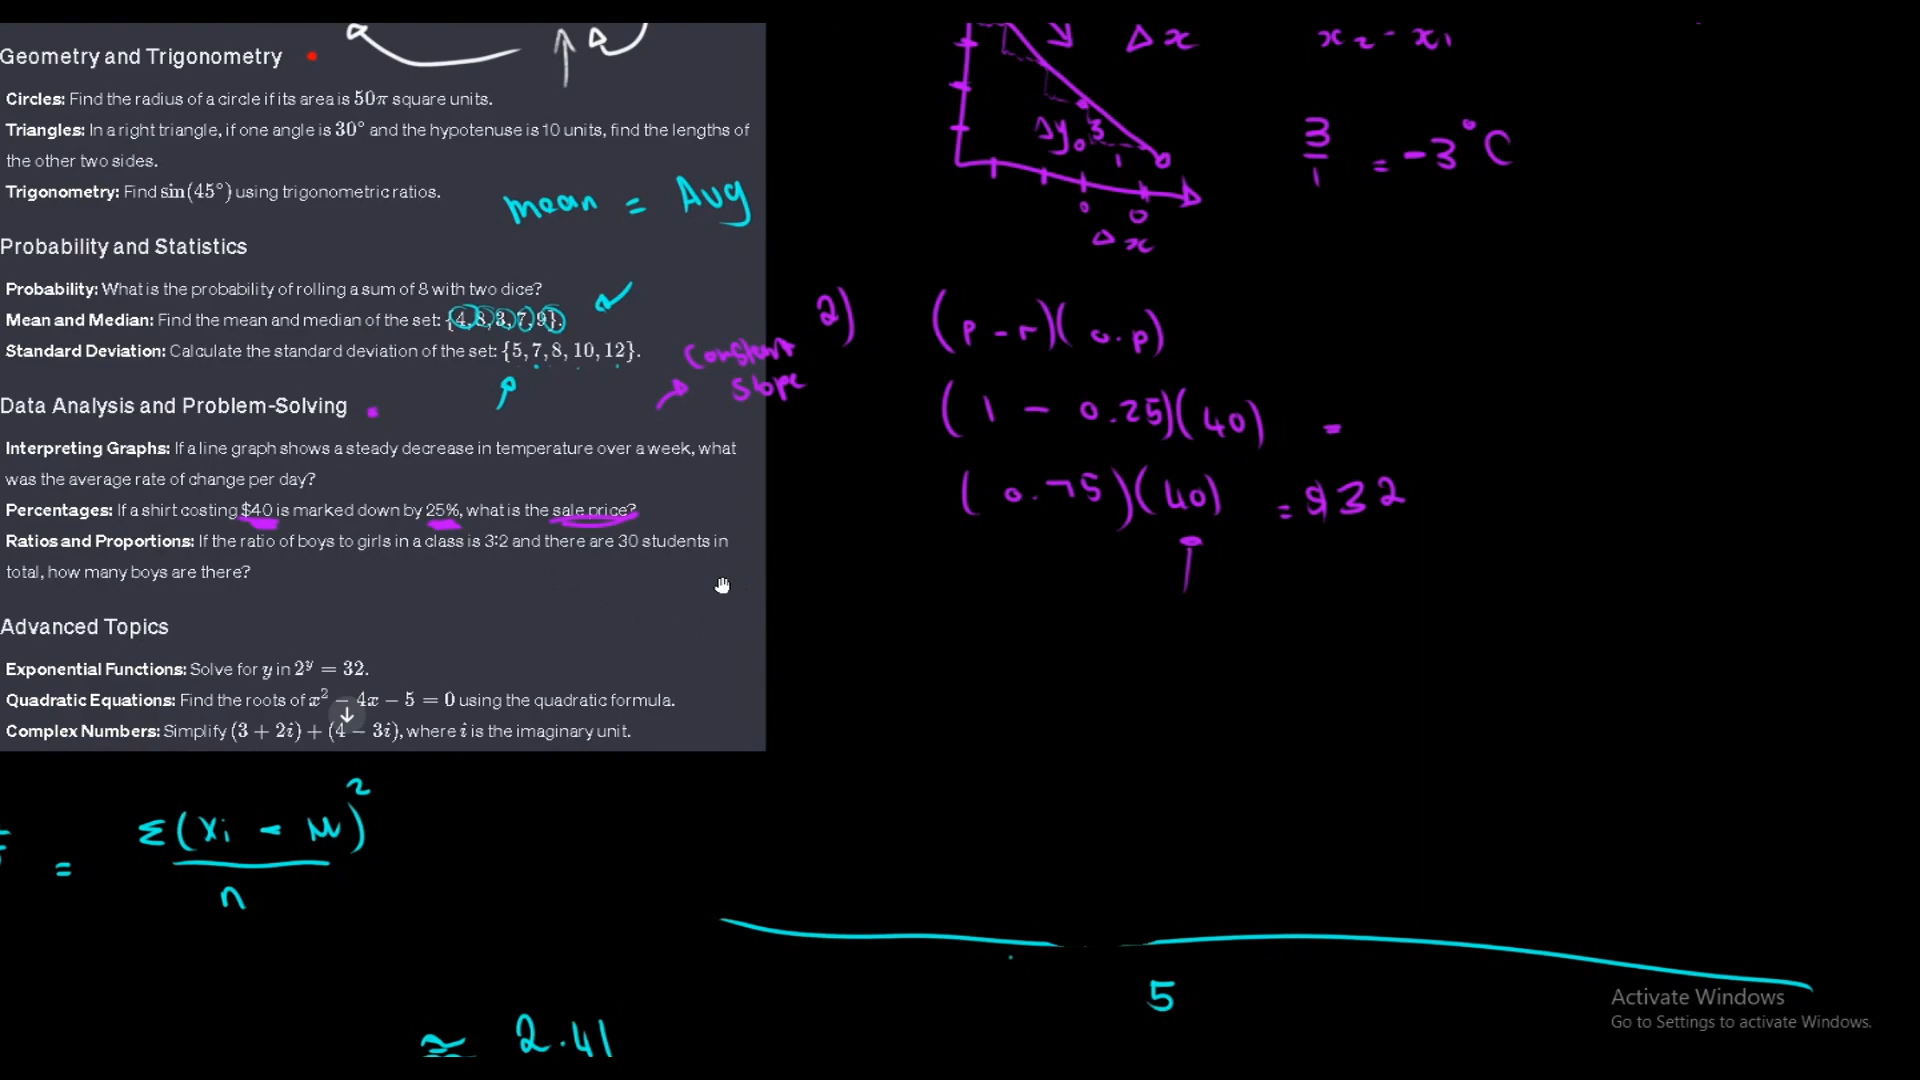 Geometry and Trigonometry
Circles: Find the radius of a circle if its area is 50π square units.
Triangles: In a right triangle, if one angle is 30° and the hypotenuse is 10 units, find the lengths of
the other two sides.
Trigonometry: Find sin(45°) using trigonometric ratios.
mean = Avg
Probability and Statistics
Probability: What is the probability of rolling a sum of 8 with two dice?
Mean and Median: Find the mean and median of the set: {4, 8, 3, 7, 9}.
Standard Deviation: Calculate the standard deviation of the set: {5, 7, 8, 10, 12}.
Constant
Slope
Data Analysis and Problem-Solving
Interpreting Graphs: If a line graph shows a steady decrease in temperature over a week, what
was the average rate of change per day?
Percentages: If a shirt costing $40 is marked down by 25%, what is the sale price?
Ratios and Proportions: If the ratio of boys to girls in a class is 3:2 and there are 30 students in
total, how many boys are there?
Advanced Topics
Exponential Functions: Solve for y in 2^y = 32.
Quadratic Equations: Find the roots of x² − 4x − 5 = 0 using the quadratic formula.
Complex Numbers: Simplify (3 + 2i) + (4 − 3i), where i is the imaginary unit.
Δx x₂ - x₁
Δy 3
1
Δx
3/1 = -3°C
2) (p - r)(o.p)
(1 - 0.25)(40) =
(0.75)(40) = $32
= Σ(xi - μ)²
n
5
≈ 2.41
Activate Windows
Go to Settings to activate Windows.